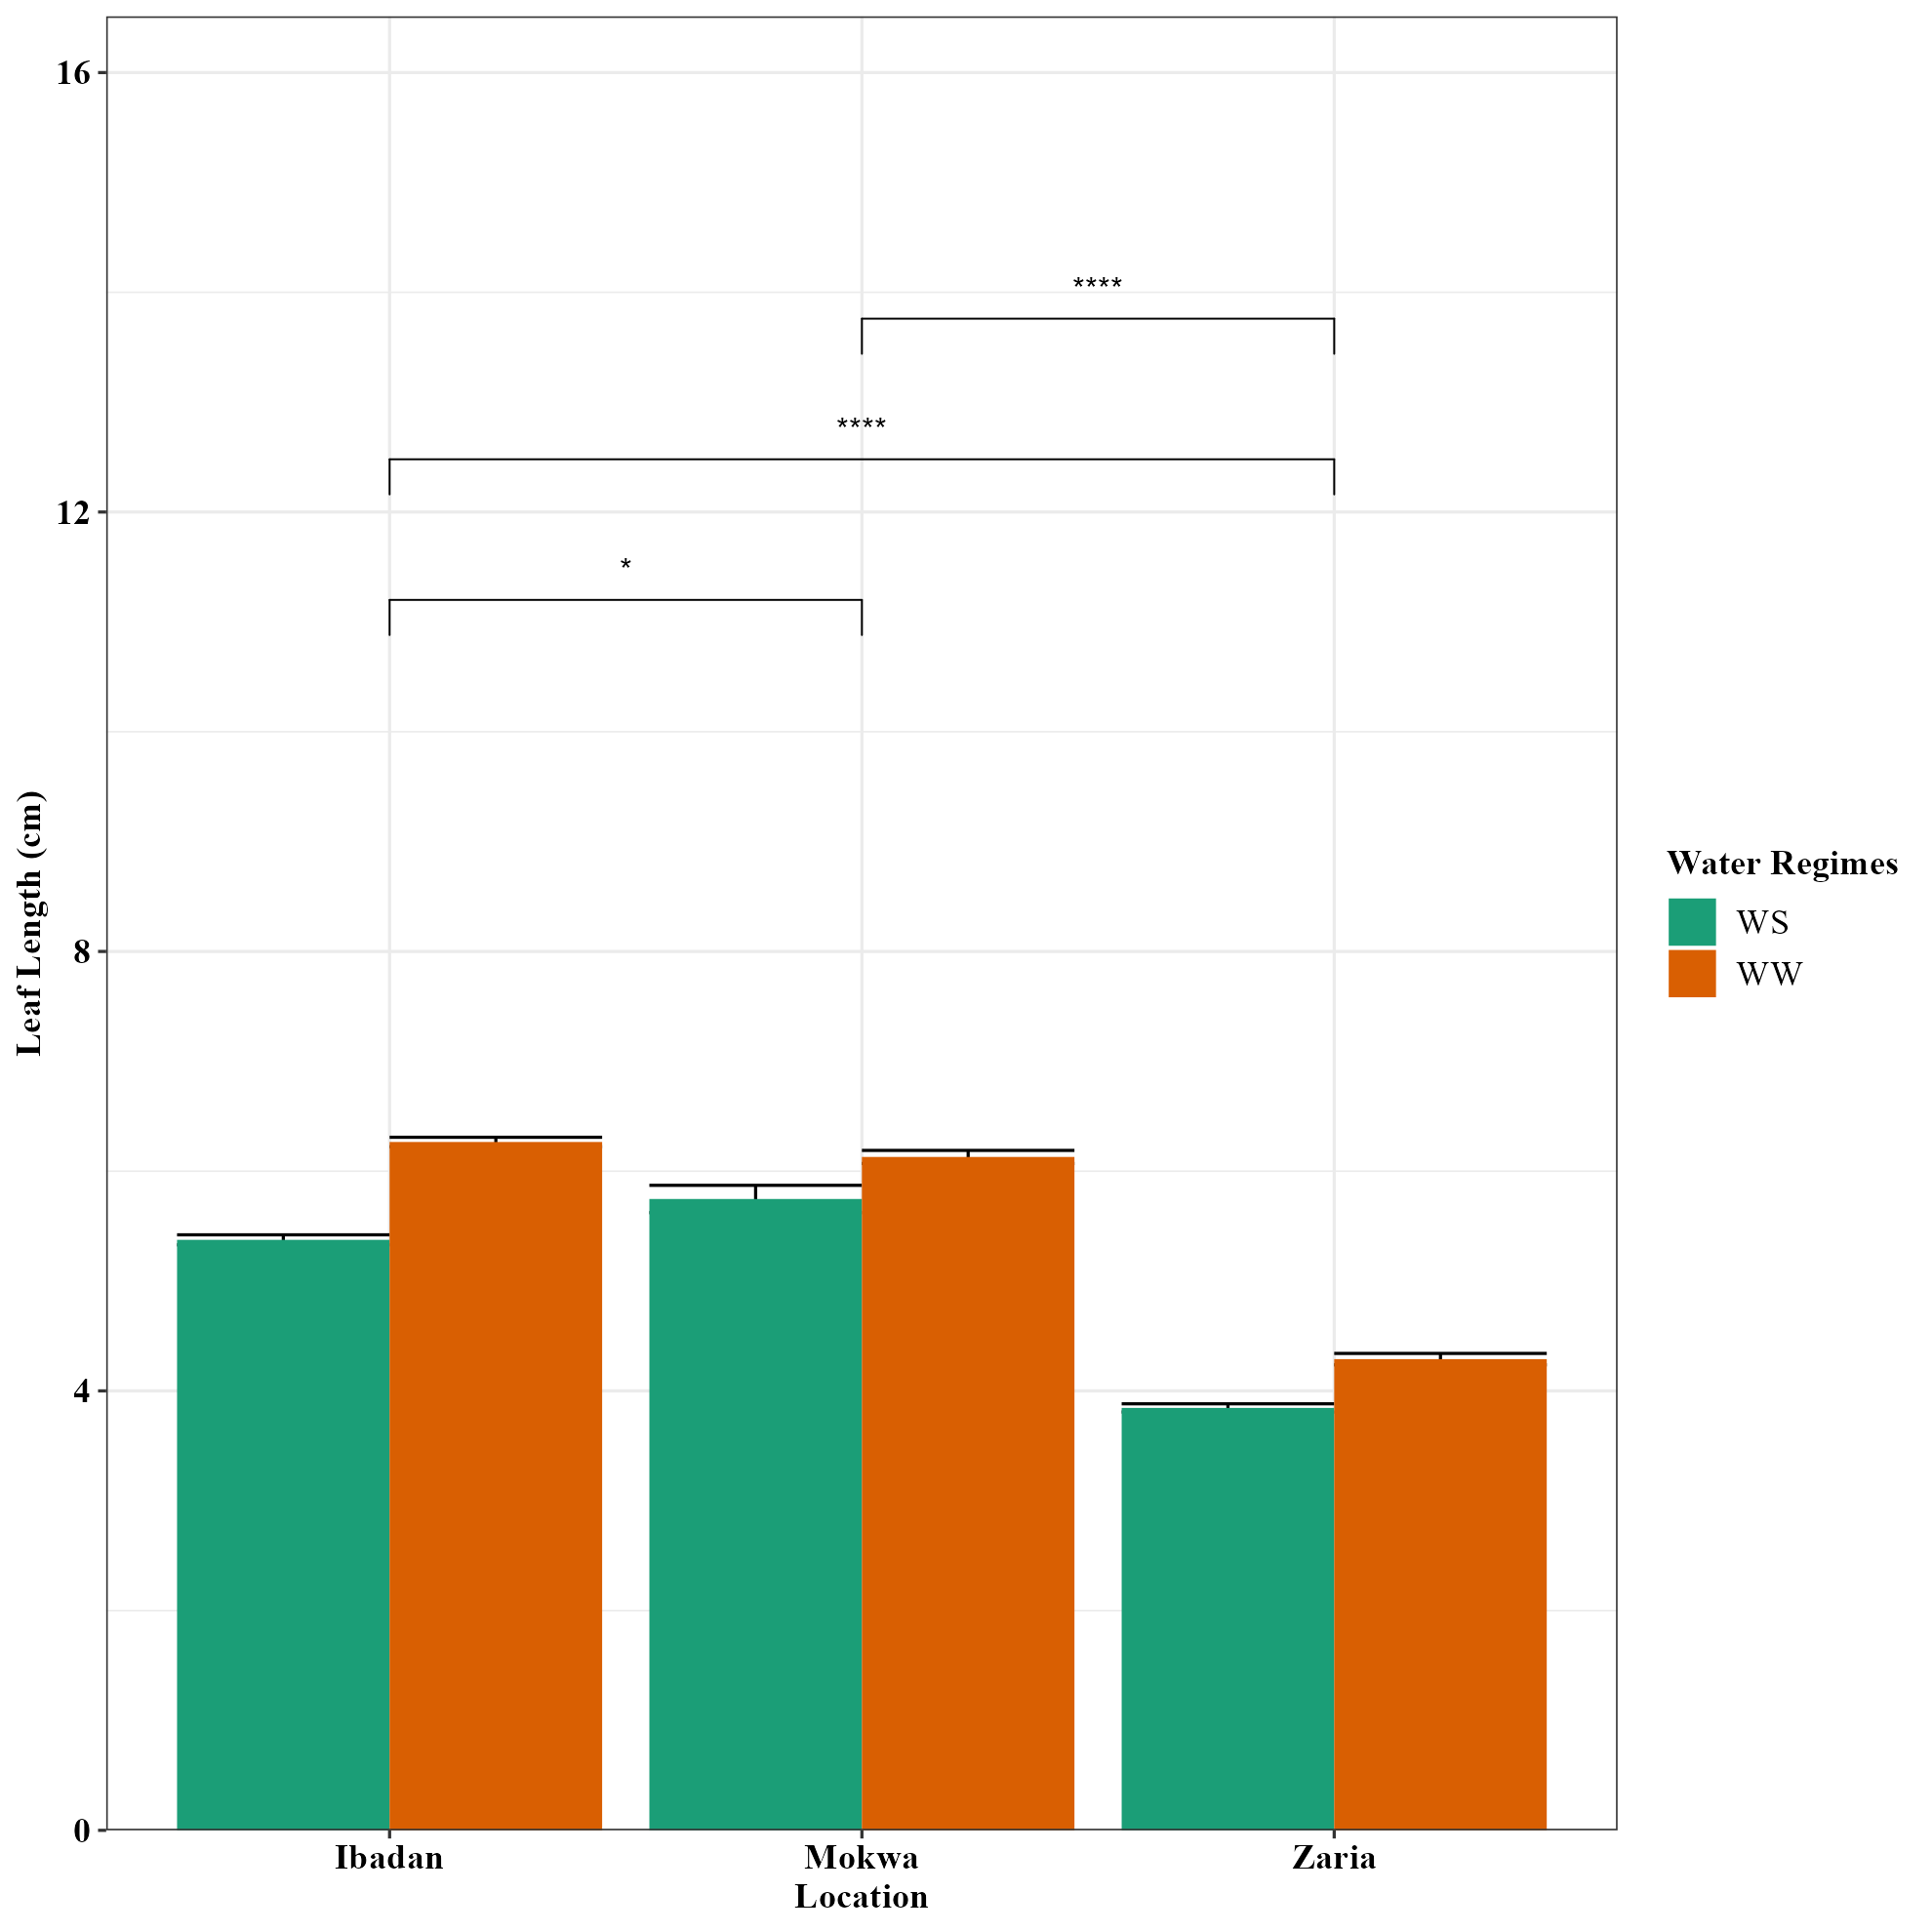 16
12
8
4
0
Leaf Length (cm)
****
****
*
Ibadan
Mokwa
Zaria
Location
Water Regimes
WS
WW